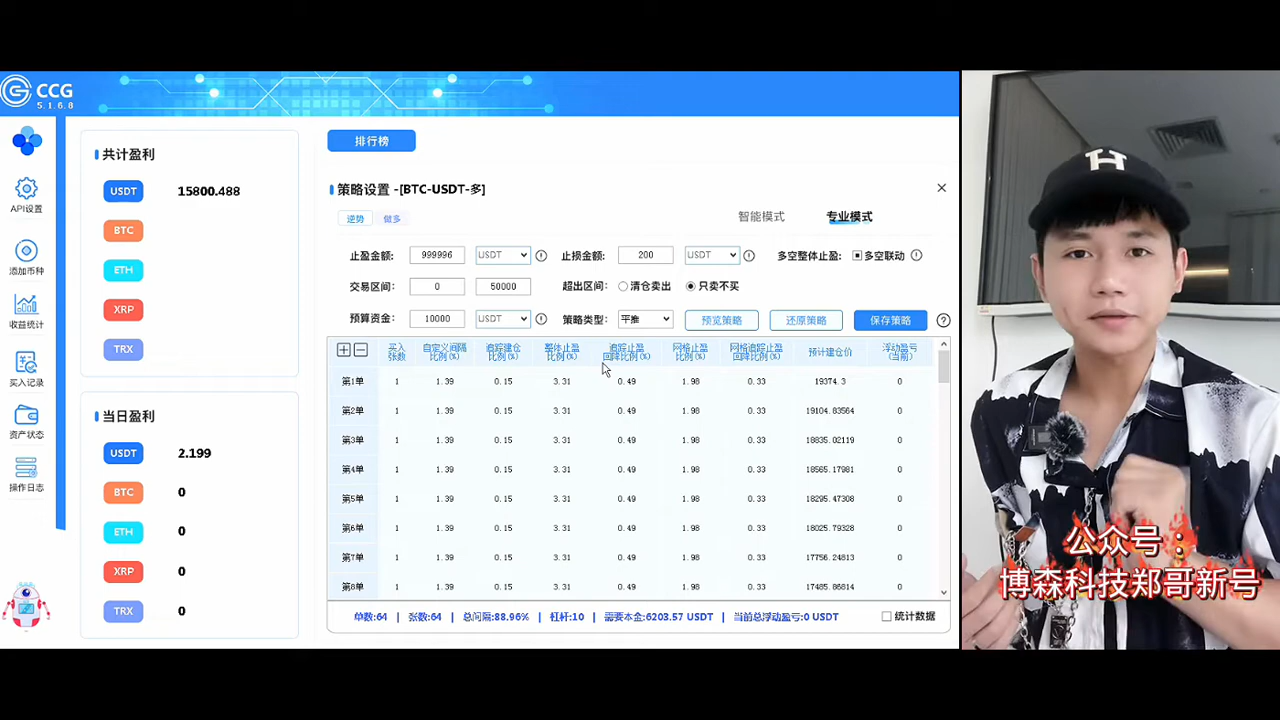 CCG
5.1.6.8
API设置
添加币种
收益统计
买入记录
资产状态
操作日志
共计盈利
USDT 15800.488
BTC
ETH
XRP
TRX
当日盈利
USDT 2.199
BTC 0
ETH 0
XRP 0
TRX 0
排行榜
策略设置 -[BTC-USDT-多]
逆势 做多 智能模式 专业模式
止盈金额: 999996 USDT 止损金额: 200 USDT 多空整体止盈: 多空联动
交易区间: 0 50000 超出区间: 清仓卖出 只卖不买
预算资金: 10000 USDT 策略类型: 平推 预览策略 还原策略 保存策略
买入张数 自定义间隔比例(%) 追踪建仓比例(%) 整体止盈比例(%) 追踪止盈回降比例(%) 网格止盈比例(%) 网格追踪止盈回降比例(%) 预计建仓价 浮动盈亏(当前)
第1单 1 1.39 0.15 3.31 0.49 1.98 0.33 19374.3 0
第2单 1 1.39 0.15 3.31 0.49 1.98 0.33 19104.83564 0
第3单 1 1.39 0.15 3.31 0.49 1.98 0.33 18835.02119 0
第4单 1 1.39 0.15 3.31 0.49 1.98 0.33 18565.17981 0
第5单 1 1.39 0.15 3.31 0.49 1.98 0.33 18295.47308 0
第6单 1 1.39 0.15 3.31 0.49 1.98 0.33 18025.79328 0
第7单 1 1.39 0.15 3.31 0.49 1.98 0.33 17756.24813 0
第8单 1 1.39 0.15 3.31 0.49 1.98 0.33 17485.86814 0
单数:64 | 张数:64 | 总间隔:88.96% | 杠杆:10 | 需要本金:6203.57 USDT | 当前总浮动盈亏:0 USDT 统计数据
H
公众号:
博森科技郑哥新号